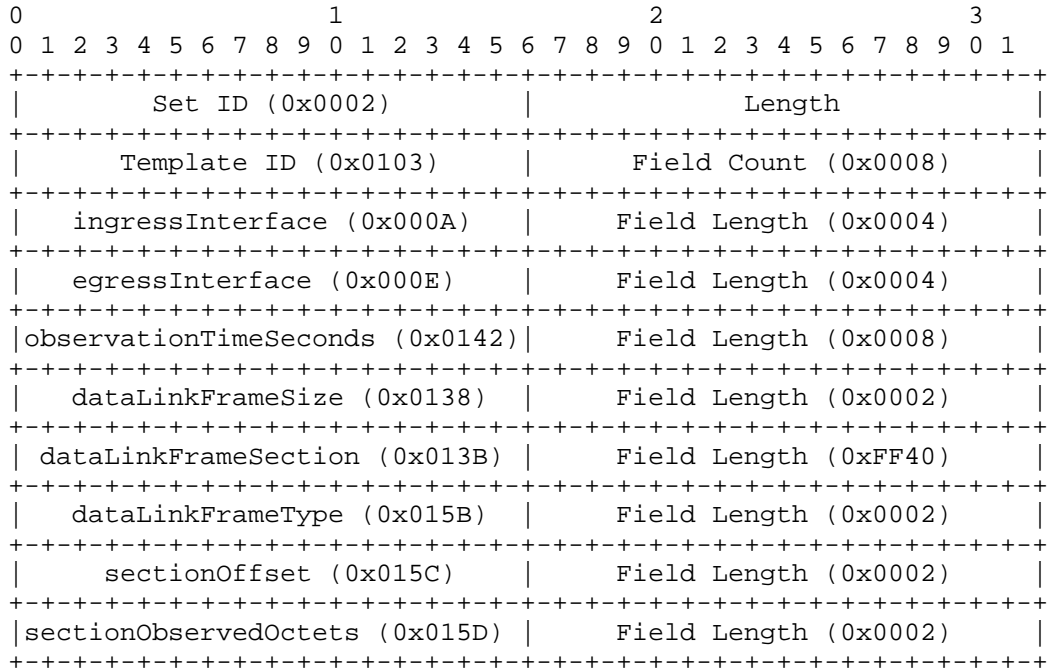 0                   1                   2                   3
0 1 2 3 4 5 6 7 8 9 0 1 2 3 4 5 6 7 8 9 0 1 2 3 4 5 6 7 8 9 0 1
+-+-+-+-+-+-+-+-+-+-+-+-+-+-+-+-+-+-+-+-+-+-+-+-+-+-+-+-+-+-+-+-+
|        Set ID (0x0002)        |             Length            |
+-+-+-+-+-+-+-+-+-+-+-+-+-+-+-+-+-+-+-+-+-+-+-+-+-+-+-+-+-+-+-+-+
|      Template ID (0x0103)     |      Field Count (0x0008)     |
+-+-+-+-+-+-+-+-+-+-+-+-+-+-+-+-+-+-+-+-+-+-+-+-+-+-+-+-+-+-+-+-+
|   ingressInterface (0x000A)   |     Field Length (0x0004)     |
+-+-+-+-+-+-+-+-+-+-+-+-+-+-+-+-+-+-+-+-+-+-+-+-+-+-+-+-+-+-+-+-+
|   egressInterface (0x000E)    |     Field Length (0x0004)     |
+-+-+-+-+-+-+-+-+-+-+-+-+-+-+-+-+-+-+-+-+-+-+-+-+-+-+-+-+-+-+-+-+
|observationTimeSeconds (0x0142)|     Field Length (0x0008)     |
+-+-+-+-+-+-+-+-+-+-+-+-+-+-+-+-+-+-+-+-+-+-+-+-+-+-+-+-+-+-+-+-+
|   dataLinkFrameSize (0x0138)  |     Field Length (0x0002)     |
+-+-+-+-+-+-+-+-+-+-+-+-+-+-+-+-+-+-+-+-+-+-+-+-+-+-+-+-+-+-+-+-+
| dataLinkFrameSection (0x013B) |     Field Length (0xFF40)     |
+-+-+-+-+-+-+-+-+-+-+-+-+-+-+-+-+-+-+-+-+-+-+-+-+-+-+-+-+-+-+-+-+
|   dataLinkFrameType (0x015B)  |     Field Length (0x0002)     |
+-+-+-+-+-+-+-+-+-+-+-+-+-+-+-+-+-+-+-+-+-+-+-+-+-+-+-+-+-+-+-+-+
|     sectionOffset (0x015C)    |     Field Length (0x0002)     |
+-+-+-+-+-+-+-+-+-+-+-+-+-+-+-+-+-+-+-+-+-+-+-+-+-+-+-+-+-+-+-+-+
|sectionObservedOctets (0x015D) |     Field Length (0x0002)     |
+-+-+-+-+-+-+-+-+-+-+-+-+-+-+-+-+-+-+-+-+-+-+-+-+-+-+-+-+-+-+-+-+